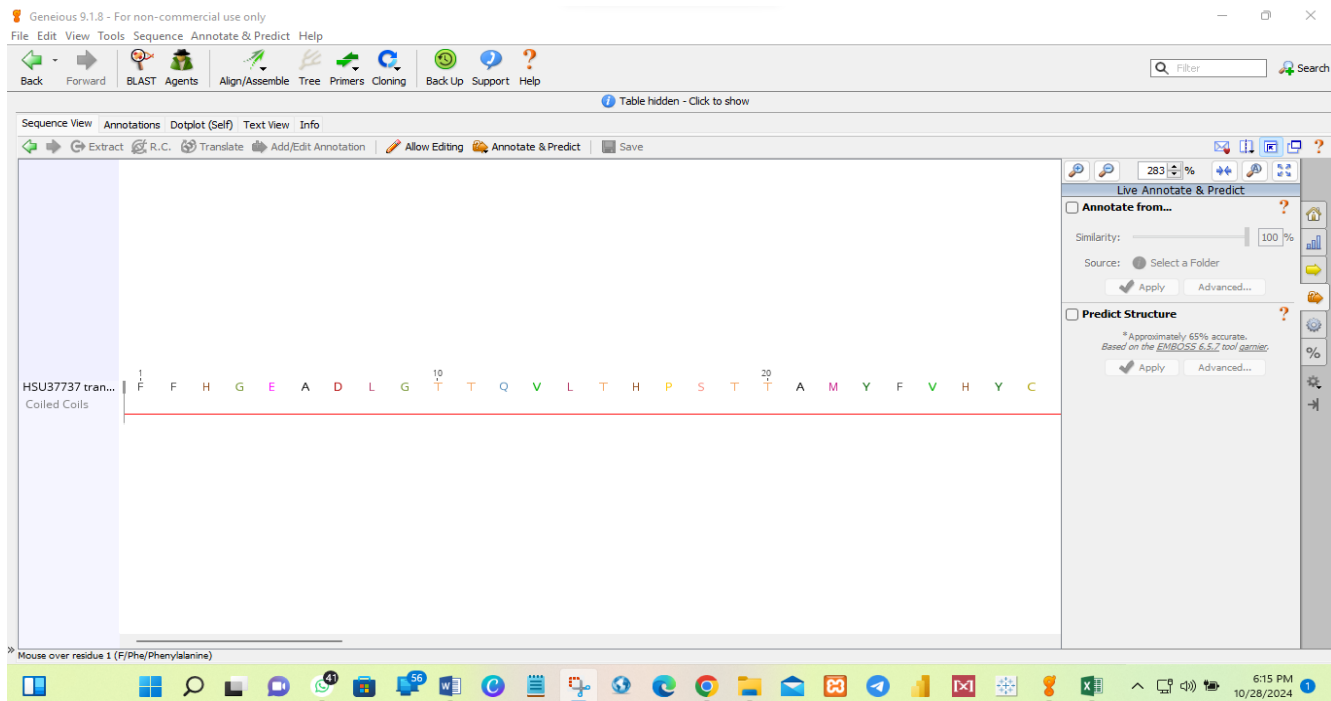 Geneious 9.1.8 - For non-commercial use only
File Edit View Tools Sequence Annotate & Predict Help
Back Forward BLAST Agents Align/Assemble Tree Primers Cloning Back Up Support Help
Filter Search
Table hidden - Click to show
Sequence View Annotations Dotplot (Self) Text View Info
Extract R.C. Translate Add/Edit Annotation Allow Editing Annotate & Predict Save
283 %
Live Annotate & Predict
Annotate from...
Similarity: 100 %
Source: Select a Folder
Apply Advanced...
Predict Structure
*Approximately 65% accurate.
Based on the EMBOSS 6.5.7 tool garnier.
Apply Advanced...
1 10 20
HSU37737 tran... F F H G E A D L G T T Q V L T H P S T T A M Y F V H Y C
Coiled Coils
Mouse over residue 1 (F/Phe/Phenylalanine)
41 56
6:15 PM
10/28/2024 1